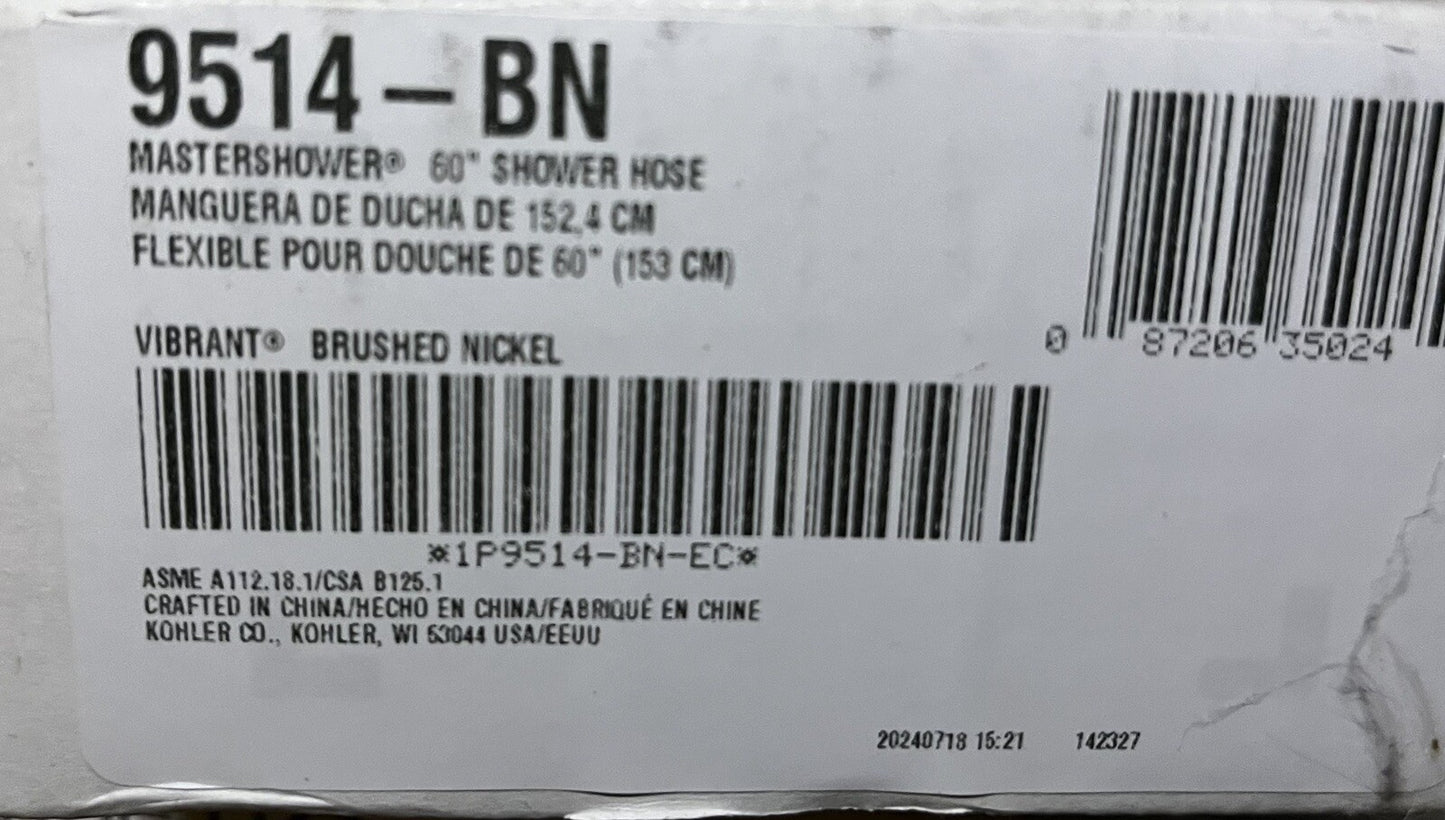 9514-BN
MASTERSHOWER® 60" SHOWER HOSE
MANGUERA DE DUCHA DE 152,4 CM
FLEXIBLE POUR DOUCHE DE 60" (153 CM)
VIBRANT® BRUSHED NICKEL
0 87206 35024
*1P9514-BN-EC*
ASME A112.18.1/CSA B125.1
CRAFTED IN CHINA/HECHO EN CHINA/FABRIQUÉ EN CHINE
KOHLER CO., KOHLER, WI 53044 USA/EEUU
20240718 15:21 142327